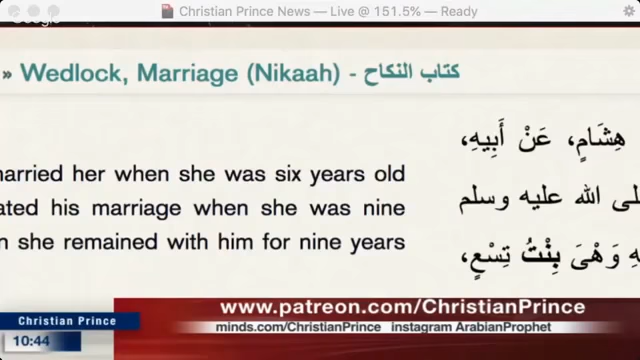 Christian Prince News — Live @ 151.5% — Ready
Google
» Wedlock, Marriage (Nikaah) - كتاب النكاح
married her when she was six years old
ated his marriage when she was nine
n she remained with him for nine years
هِشَامٍ، عَنْ أَبِيهِ،
لى الله عليه وسلم
هِ وَهْىَ بِنْتُ تِسْعٍ،
www.patreon.com/ChristianPrince
minds.com/ChristianPrince instagram ArabianProphet
Christian Prince
10:44